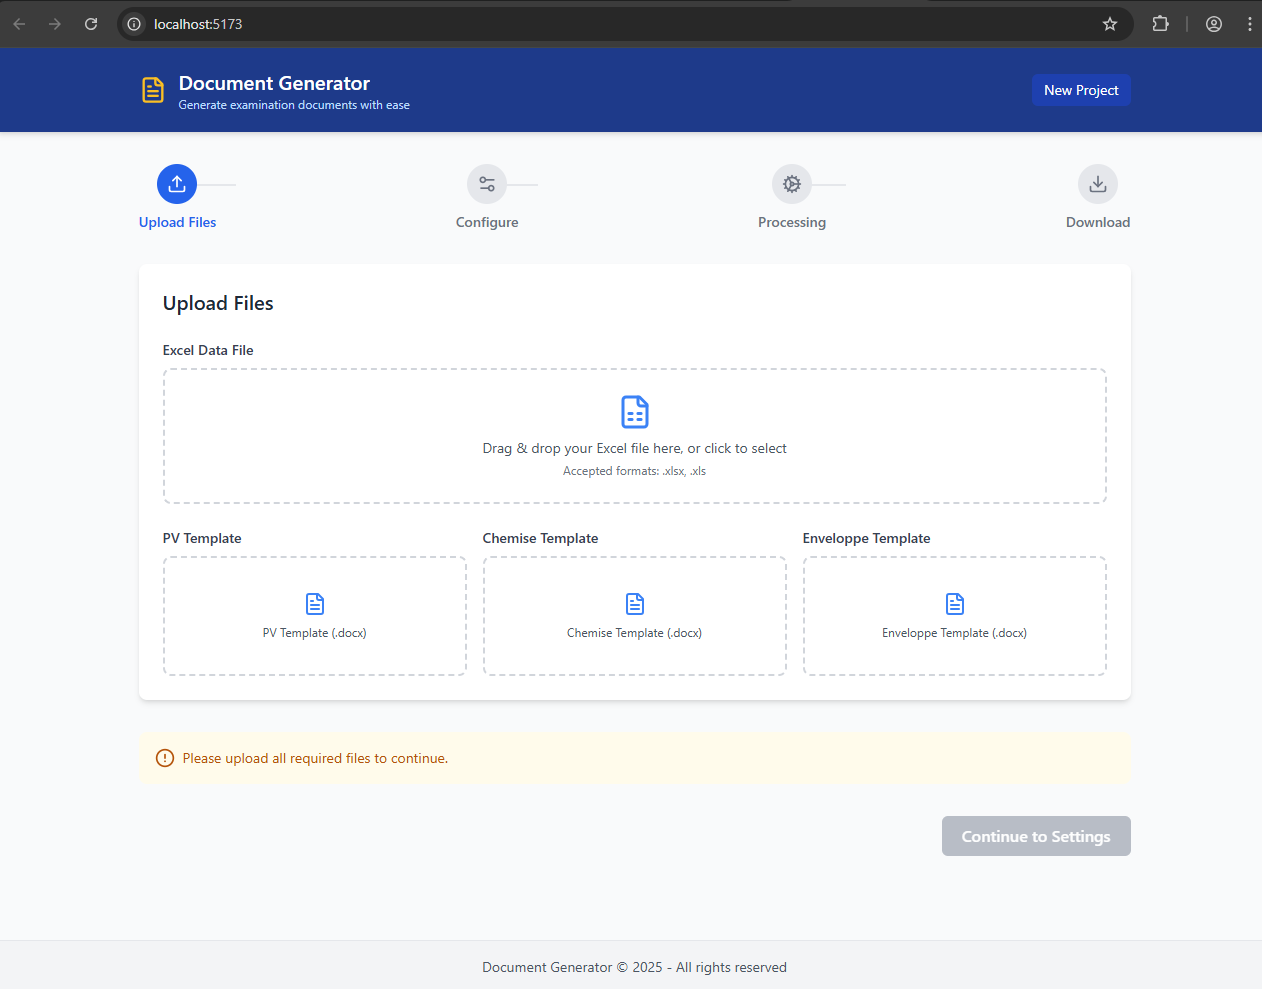 localhost:5173
Document Generator
Generate examination documents with ease
New Project
Upload Files
Configure
Processing
Download
Upload Files
Excel Data File
Drag & drop your Excel file here, or click to select
Accepted formats: .xlsx, .xls
PV Template
Chemise Template
Enveloppe Template
PV Template (.docx)
Chemise Template (.docx)
Enveloppe Template (.docx)
Please upload all required files to continue.
Continue to Settings
Document Generator © 2025 - All rights reserved